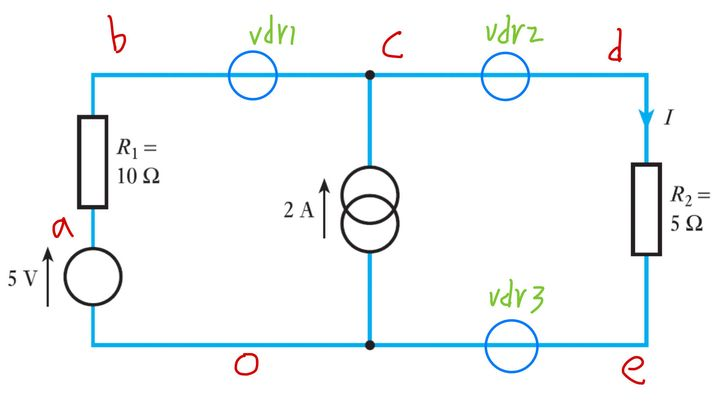 b
vdr1
c
vdr2
d
I
R₁ =
10 Ω
R₂ =
5 Ω
2 A
a
5 V
vdr3
o
e